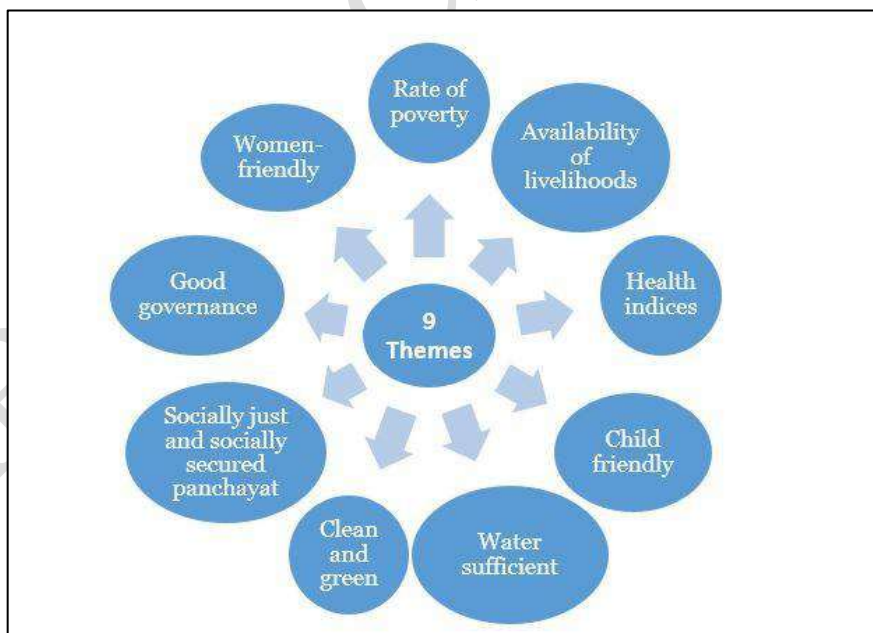 Rate of
poverty
Availability
of
livelihoods
Health
indices
Child
friendly
Water
sufficient
Clean
and
green
Socially just
and socially
secured
panchayat
Good
governance
Women-
friendly
9
Themes